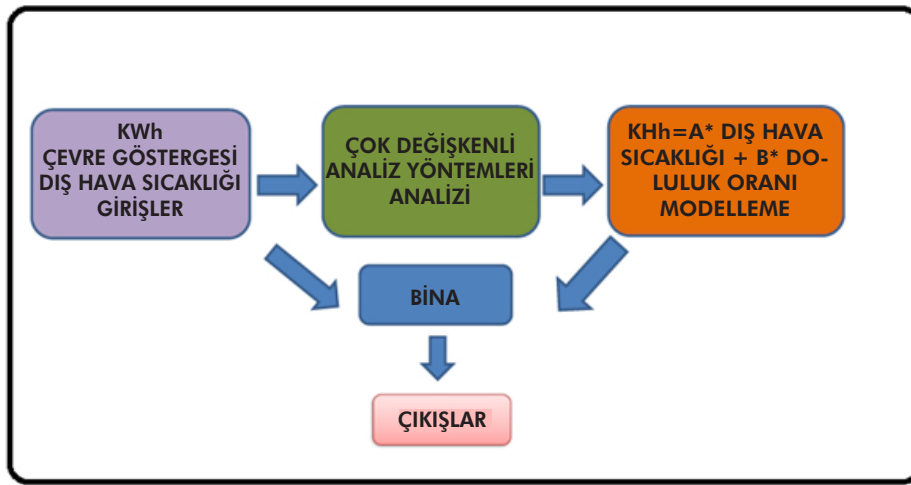 KWh
ÇEVRE GÖSTERGESİ
DIŞ HAVA SICAKLIĞI
GİRİŞLER
ÇOK DEĞİŞKENLİ
ANALİZ YÖNTEMLERİ
ANALİZİ
KHh=A* DIŞ HAVA
SICAKLIĞI + B* DO-
LULUK ORANI
MODELLEME
BİNA
ÇIKIŞLAR